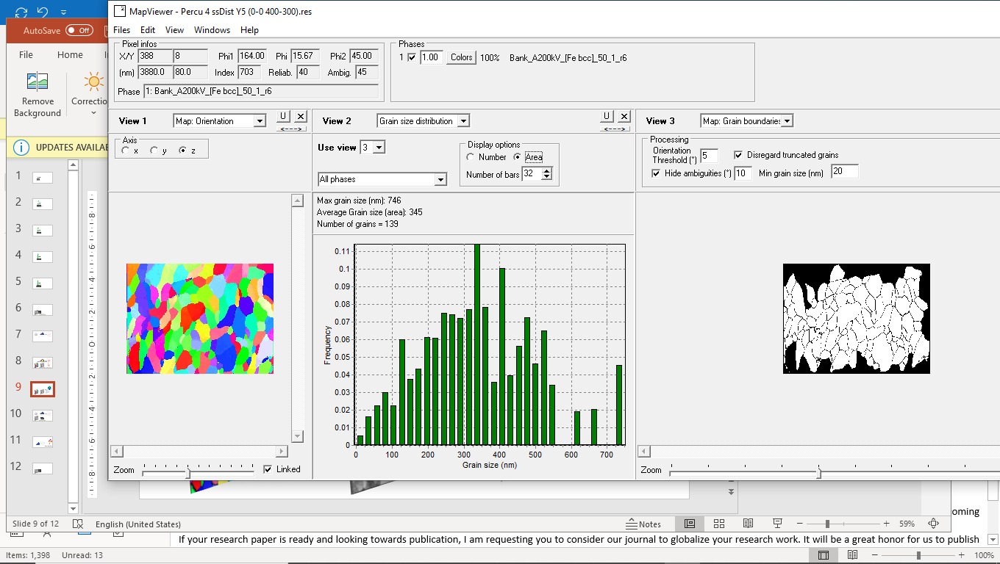 MapViewer - Percu 4 ssDist Y5 (0-0 400-300).res
AutoSave Off
Files Edit View Windows Help
File Home
Remove Background
Correctio
UPDATES AVAILA
Pixel infos
X/Y 388 8 Phi1 164.00 Phi 15.67 Phi2 45.00
(nm) 3880.0 80.0 Index 703 Reliab. 40 Ambig. 45
Phase 1: Bank_A200kV_[Fe bcc]_50_1_r6
Phases
1 1.00 Colors 100% Bank_A200kV_[Fe bcc]_50_1_r6
View 1 Map: Orientation U
<--->
Axis
x y z
View 2 Grain size distribution U
<--->
Use view 3
All phases
Display options
Number Area
Number of bars 32
View 3 Map: Grain boundaries
Processing
Orientation Threshold (°) 5 Disregard truncated grains
Hide ambiguities (°) 10 Min grain size (nm) 20
Max grain size (nm): 746
Average Grain size (area): 345
Number of grains = 139
Frequency
0.11
0.1
0.09
0.08
0.07
0.06
0.05
0.04
0.03
0.02
0.01
0
0 100 200 300 400 500 600 700
Grain size (nm)
Zoom Linked
Zoom
1
2
3
4
5
6
7
8
9
10
11
12
8
6
4
2
0
2
4
6
8
Slide 9 of 12 English (United States) Notes 59%
oming
If your research paper is ready and looking towards publication, I am requesting you to consider our journal to globalize your research work. It will be a great honor for us to publish
Items: 1,398 Unread: 13 100%